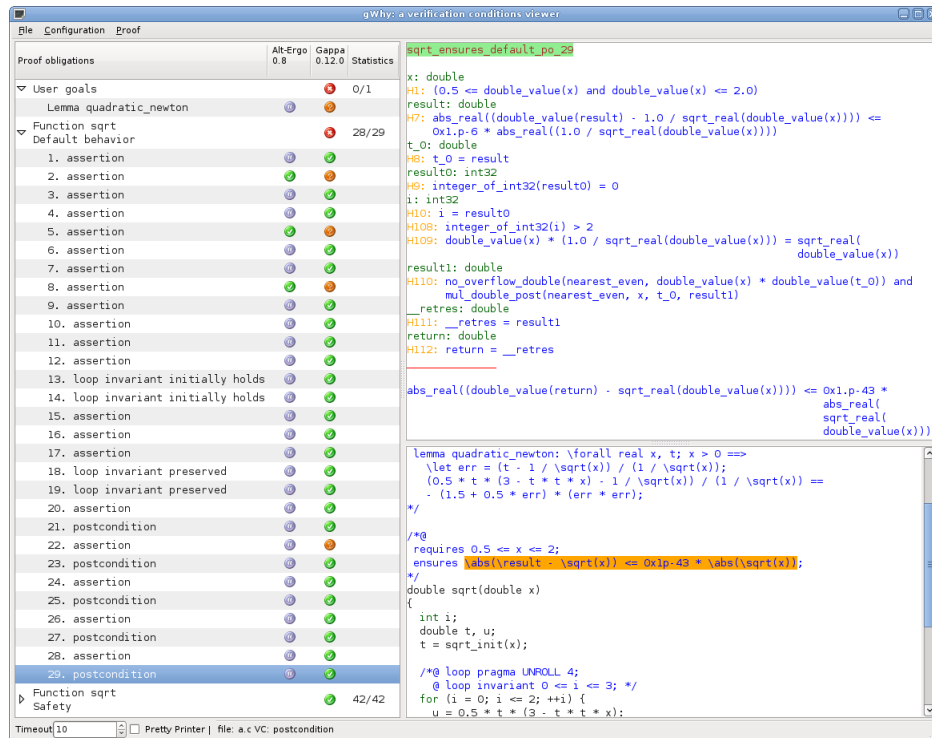 gWhy: a verification conditions viewer
File Configuration Proof
Proof obligations
Alt-Ergo 0.8
Gappa 0.12.0
Statistics
User goals 0/1
Lemma quadratic_newton
Function sqrt
Default behavior
28/29
1. assertion
2. assertion
3. assertion
4. assertion
5. assertion
6. assertion
7. assertion
8. assertion
9. assertion
10. assertion
11. assertion
12. assertion
13. loop invariant initially holds
14. loop invariant initially holds
15. assertion
16. assertion
17. assertion
18. loop invariant preserved
19. loop invariant preserved
20. assertion
21. postcondition
22. assertion
23. postcondition
24. assertion
25. postcondition
26. assertion
27. postcondition
28. assertion
29. postcondition
Function sqrt
Safety
42/42
sqrt_ensures_default_po_29
x: double
H1: (0.5 <= double_value(x) and double_value(x) <= 2.0)
result: double
H7: abs_real((double_value(result) - 1.0 / sqrt_real(double_value(x)))) <=
0x1.p-6 * abs_real((1.0 / sqrt_real(double_value(x))))
t_0: double
H8: t_0 = result
result0: int32
H9: integer_of_int32(result0) = 0
i: int32
H10: i = result0
H108: integer_of_int32(i) > 2
H109: double_value(x) * (1.0 / sqrt_real(double_value(x))) = sqrt_real(
double_value(x))
result1: double
H110: no_overflow_double(nearest_even, double_value(x) * double_value(t_0)) and
mul_double_post(nearest_even, x, t_0, result1)
__retres: double
H111: __retres = result1
return: double
H112: return = __retres
abs_real((double_value(return) - sqrt_real(double_value(x)))) <= 0x1.p-43 *
abs_real(
sqrt_real(
double_value(x)))
lemma quadratic_newton: \forall real x, t; x > 0 ==>
\let err = (t - 1 / \sqrt(x)) / (1 / \sqrt(x));
(0.5 * t * (3 - t * t * x) - 1 / \sqrt(x)) / (1 / \sqrt(x)) ==
- (1.5 + 0.5 * err) * (err * err);
*/
/*@
requires 0.5 <= x <= 2;
ensures \abs(\result - \sqrt(x)) <= 0x1p-43 * \abs(\sqrt(x));
*/
double sqrt(double x)
{
int i;
double t, u;
t = sqrt_init(x);
/*@ loop pragma UNROLL 4;
@ loop invariant 0 <= i <= 3; */
for (i = 0; i <= 2; ++i) {
u = 0.5 * t * (3 - t * t * x);
Timeout 10 Pretty Printer | file: a.c VC: postcondition